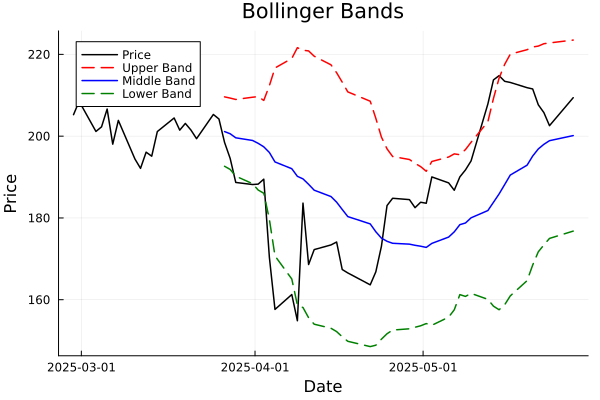 Bollinger Bands
Price
Upper Band
Middle Band
Lower Band
220
200
180
160
Price
2025-03-01
2025-04-01
2025-05-01
Date